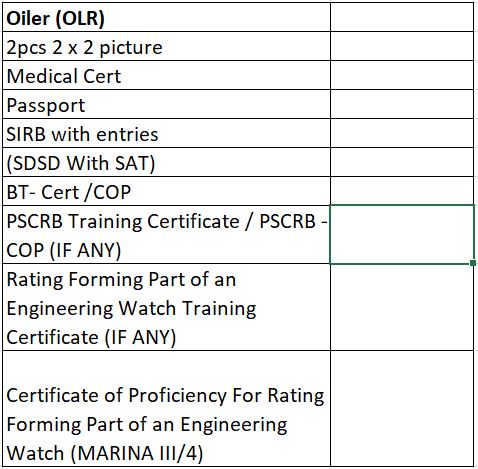 Oiler (OLR)
2pcs 2 x 2 picture
Medical Cert
Passport
SIRB with entries
(SDSD With SAT)
BT- Cert /COP
PSCRB Training Certificate / PSCRB -
COP (IF ANY)
Rating Forming Part of an
Engineering Watch Training
Certificate (IF ANY)
Certificate of Proficiency For Rating
Forming Part of an Engineering
Watch (MARINA III/4)